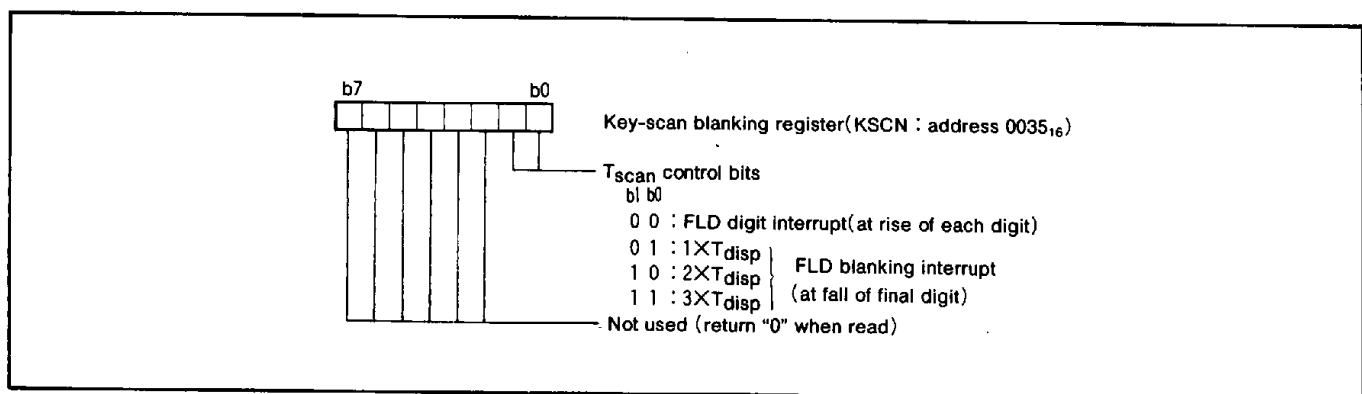 b7 b0
Key-scan blanking register(KSCN : address 0035₁₆)
Tscan control bits
b1 b0
0 0 : FLD digit interrupt(at rise of each digit)
0 1 : 1×Tdisp
1 0 : 2×Tdisp
1 1 : 3×Tdisp
FLD blanking interrupt
(at fall of final digit)
Not used (return “0” when read)